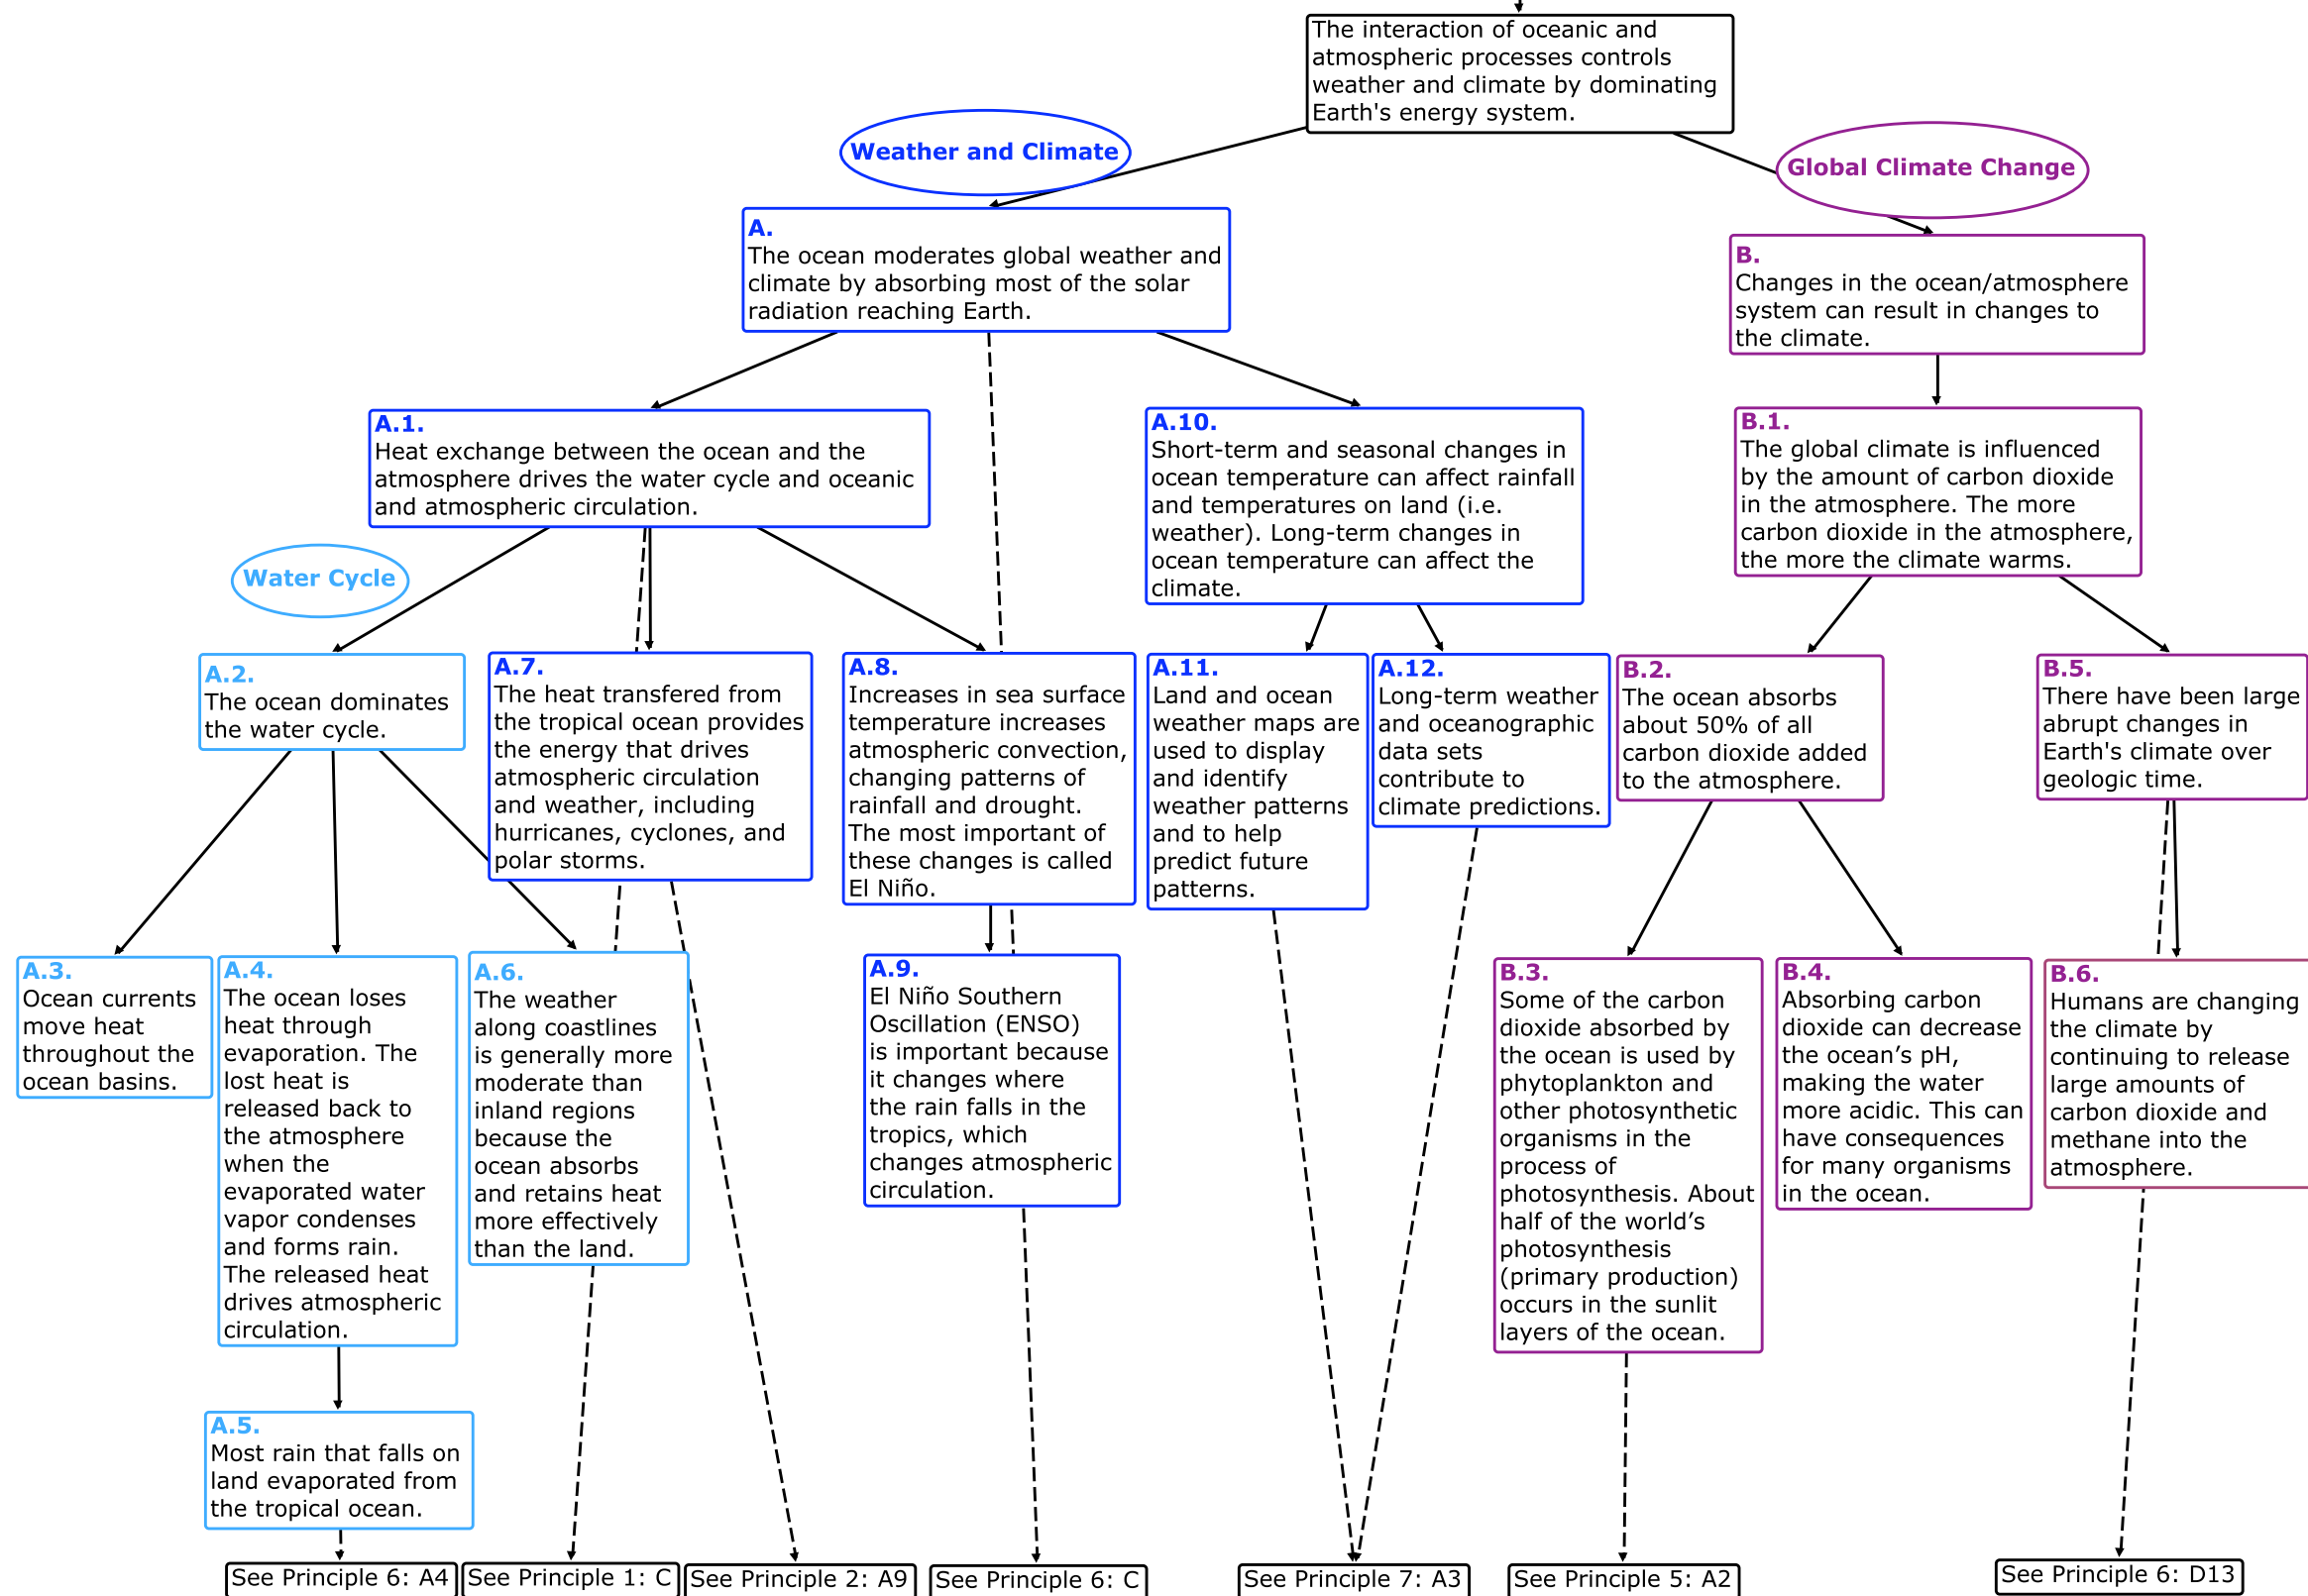 The interaction of oceanic and
atmospheric processes controls
weather and climate by dominating
Earth's energy system.
Weather and Climate
Global Climate Change
A.
The ocean moderates global weather and
climate by absorbing most of the solar
radiation reaching Earth.
B.
Changes in the ocean/atmosphere
system can result in changes to
the climate.
A.1.
Heat exchange between the ocean and the
atmosphere drives the water cycle and oceanic
and atmospheric circulation.
A.10.
Short-term and seasonal changes in
ocean temperature can affect rainfall
and temperatures on land (i.e.
weather). Long-term changes in
ocean temperature can affect the
climate.
B.1.
The global climate is influenced
by the amount of carbon dioxide
in the atmosphere. The more
carbon dioxide in the atmosphere,
the more the climate warms.
Water Cycle
A.2.
The ocean dominates
the water cycle.
A.7.
The heat transfered from
the tropical ocean provides
the energy that drives
atmospheric circulation
and weather, including
hurricanes, cyclones, and
polar storms.
A.8.
Increases in sea surface
temperature increases
atmospheric convection,
changing patterns of
rainfall and drought.
The most important of
these changes is called
El Niño.
A.11.
Land and ocean
weather maps are
used to display
and identify
weather patterns
and to help
predict future
patterns.
A.12.
Long-term weather
and oceanographic
data sets
contribute to
climate predictions.
B.2.
The ocean absorbs
about 50% of all
carbon dioxide added
to the atmosphere.
B.5.
There have been large
abrupt changes in
Earth's climate over
geologic time.
A.3.
Ocean currents
move heat
throughout the
ocean basins.
A.4.
The ocean loses
heat through
evaporation. The
lost heat is
released back to
the atmosphere
when the
evaporated water
vapor condenses
and forms rain.
The released heat
drives atmospheric
circulation.
A.6.
The weather
along coastlines
is generally more
moderate than
inland regions
because the
ocean absorbs
and retains heat
more effectively
than the land.
A.9.
El Niño Southern
Oscillation (ENSO)
is important because
it changes where
the rain falls in the
tropics, which
changes atmospheric
circulation.
B.3.
Some of the carbon
dioxide absorbed by
the ocean is used by
phytoplankton and
other photosynthetic
organisms in the
process of
photosynthesis. About
half of the world’s
photosynthesis
(primary production)
occurs in the sunlit
layers of the ocean.
B.4.
Absorbing carbon
dioxide can decrease
the ocean’s pH,
making the water
more acidic. This can
have consequences
for many organisms
in the ocean.
B.6.
Humans are changing
the climate by
continuing to release
large amounts of
carbon dioxide and
methane into the
atmosphere.
A.5.
Most rain that falls on
land evaporated from
the tropical ocean.
See Principle 6: A4
See Principle 1: C
See Principle 2: A9
See Principle 6: C
See Principle 7: A3
See Principle 5: A2
See Principle 6: D13